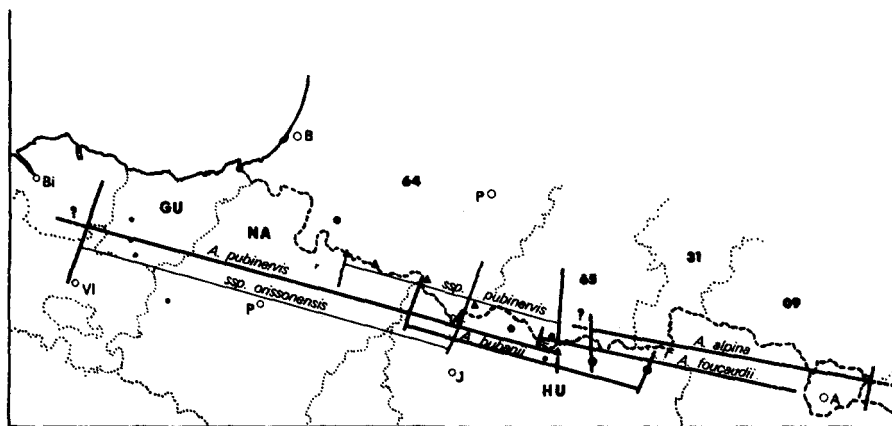 B
Bi
64
P
GU
NA
?
A. pubinervis
ssp. orissonensis
ssp. pubinervis
65
31
09
?
VI
P
A. bubanii
A. alpina
A. foucaudii
J
HU
A